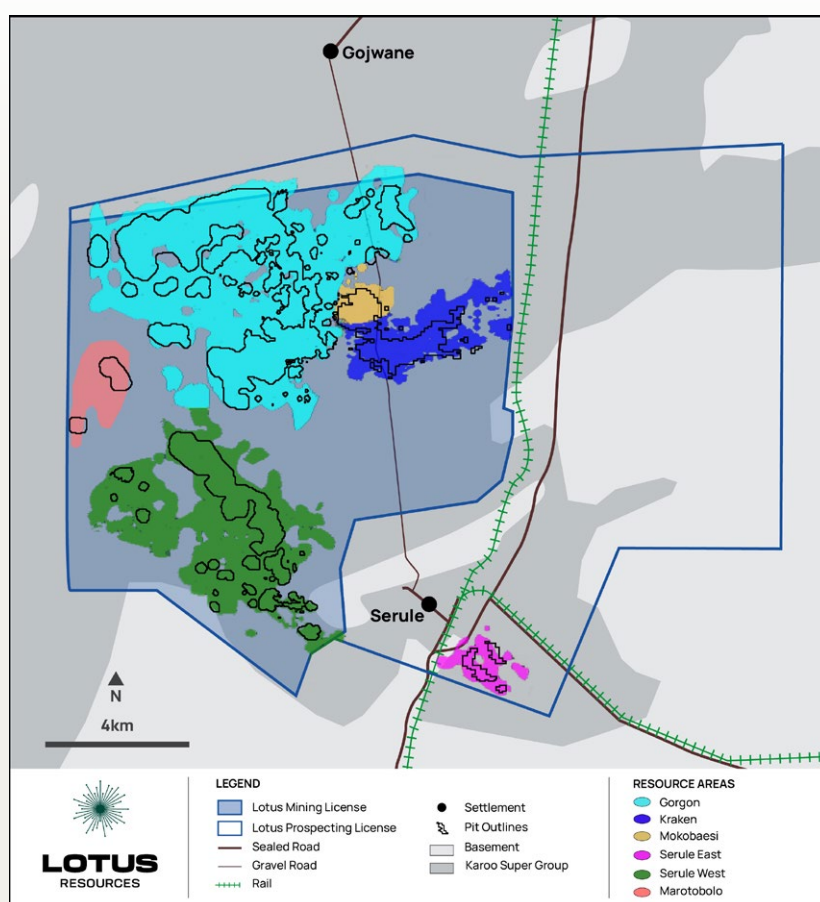 Gojwane
Serule
N
4km
LOTUS
RESOURCES
LEGEND
Lotus Mining License
Lotus Prospecting License
Sealed Road
Gravel Road
Rail
Settlement
Pit Outlines
Basement
Karoo Super Group
RESOURCE AREAS
Gorgon
Kraken
Mokobaesi
Serule East
Serule West
Marotobolo